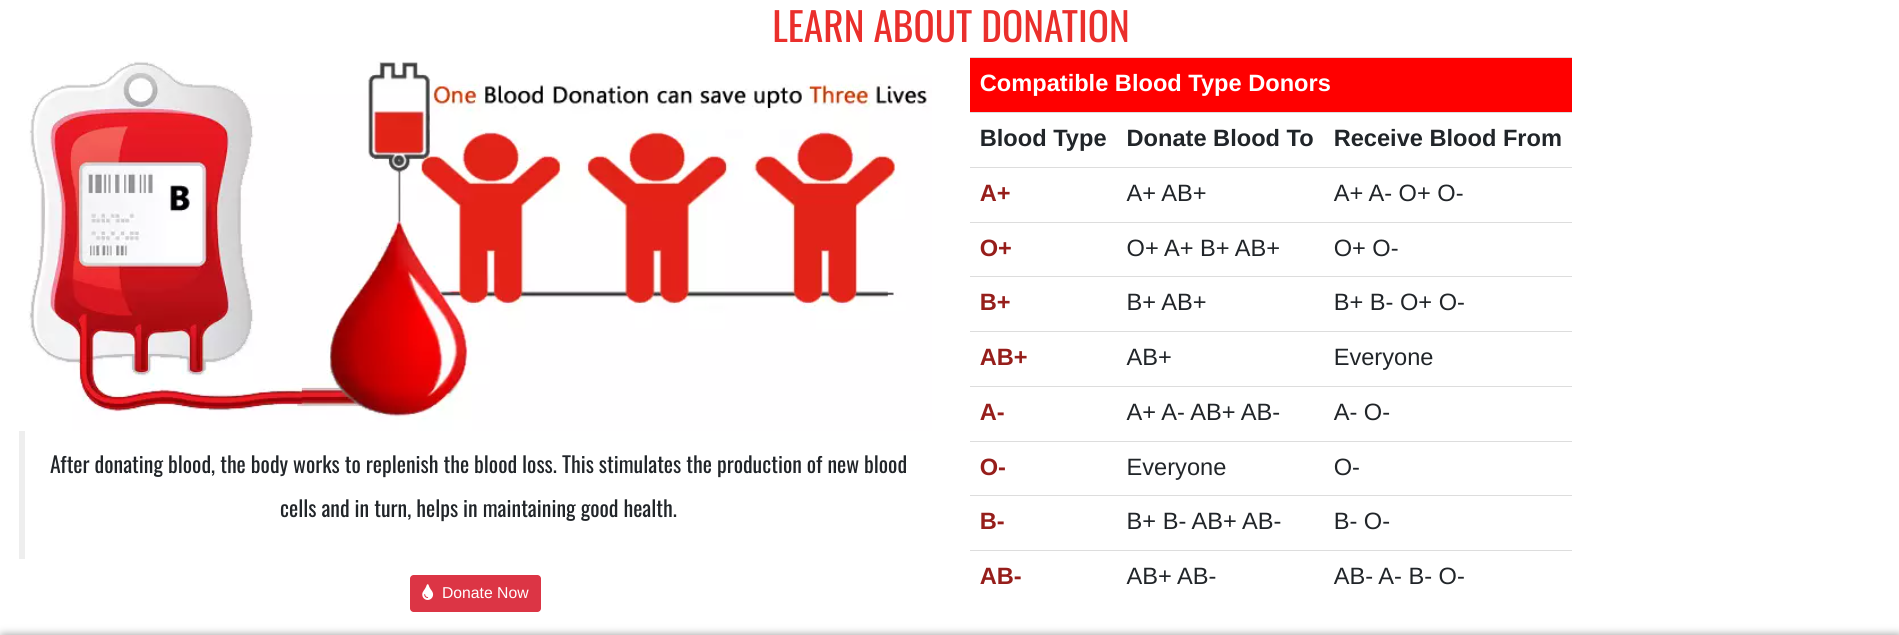 LEARN ABOUT DONATION
B
One Blood Donation can save upto Three Lives
After donating blood, the body works to replenish the blood loss. This stimulates the production of new blood
cells and in turn, helps in maintaining good health.
Donate Now
Compatible Blood Type Donors
Blood Type Donate Blood To Receive Blood From
A+ A+ AB+ A+ A- O+ O-
O+ O+ A+ B+ AB+ O+ O-
B+ B+ AB+ B+ B- O+ O-
AB+ AB+ Everyone
A- A+ A- AB+ AB- A- O-
O- Everyone O-
B- B+ B- AB+ AB- B- O-
AB- AB+ AB- AB- A- B- O-